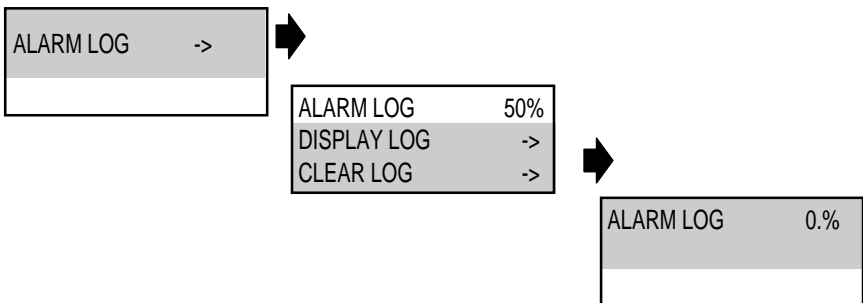 ALARM LOG ->
ALARM LOG 50%
DISPLAY LOG ->
CLEAR LOG ->
ALARM LOG 0.%